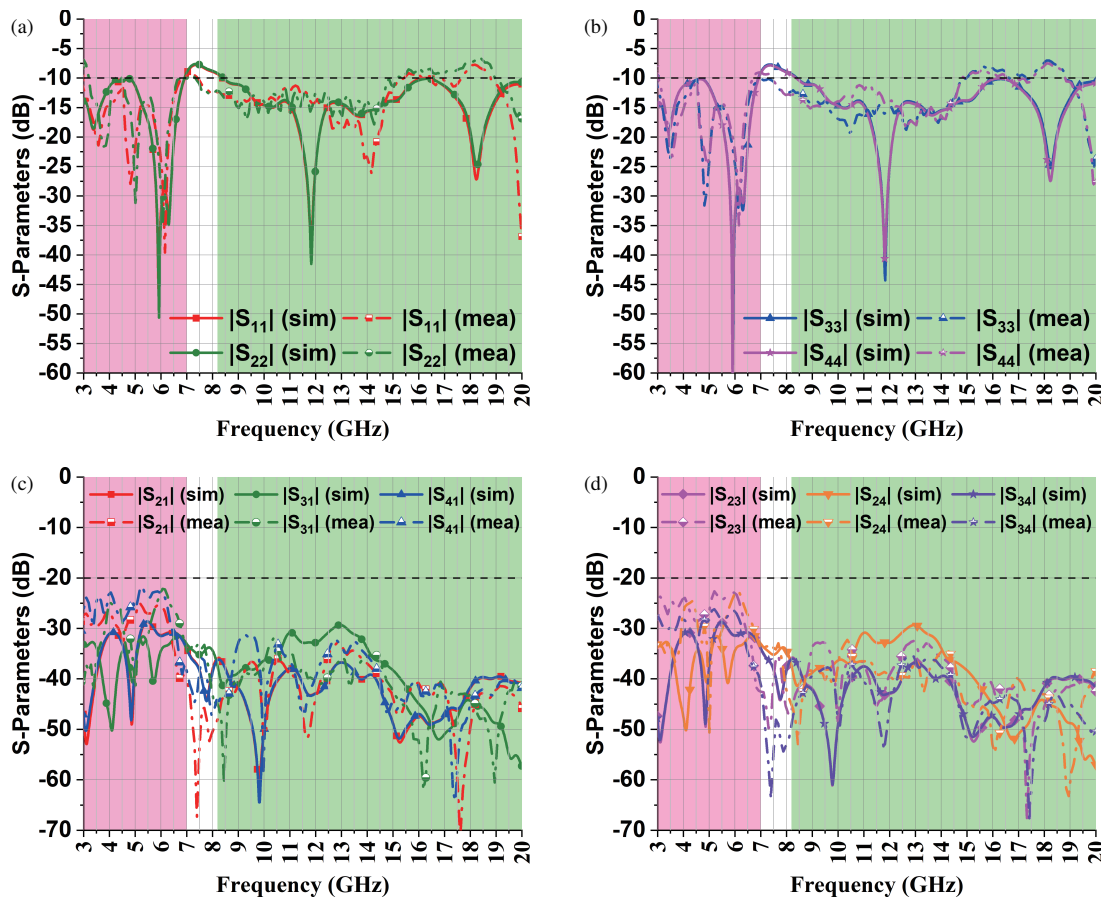 (a)
0
-5
-10
-15
-20
-25
-30
-35
-40
-45
-50
-55
-60
S-Parameters (dB)
|S11| (sim) |S11| (mea)
|S22| (sim) |S22| (mea)
3 4 5 6 7 8 9 10 11 12 13 14 15 16 17 18 19 20
Frequency (GHz)
(b)
0
-5
-10
-15
-20
-25
-30
-35
-40
-45
-50
-55
-60
S-Parameters (dB)
|S33| (sim) |S33| (mea)
|S44| (sim) |S44| (mea)
3 4 5 6 7 8 9 10 11 12 13 14 15 16 17 18 19 20
Frequency (GHz)
(c)
0
-10
-20
-30
-40
-50
-60
-70
S-Parameters (dB)
|S21| (sim) |S31| (sim) |S41| (sim)
|S21| (mea) |S31| (mea) |S41| (mea)
3 4 5 6 7 8 9 10 11 12 13 14 15 16 17 18 19 20
Frequency (GHz)
(d)
0
-10
-20
-30
-40
-50
-60
-70
S-Parameters (dB)
|S23| (sim) |S24| (sim) |S34| (sim)
|S23| (mea) |S24| (mea) |S34| (mea)
3 4 5 6 7 8 9 10 11 12 13 14 15 16 17 18 19 20
Frequency (GHz)